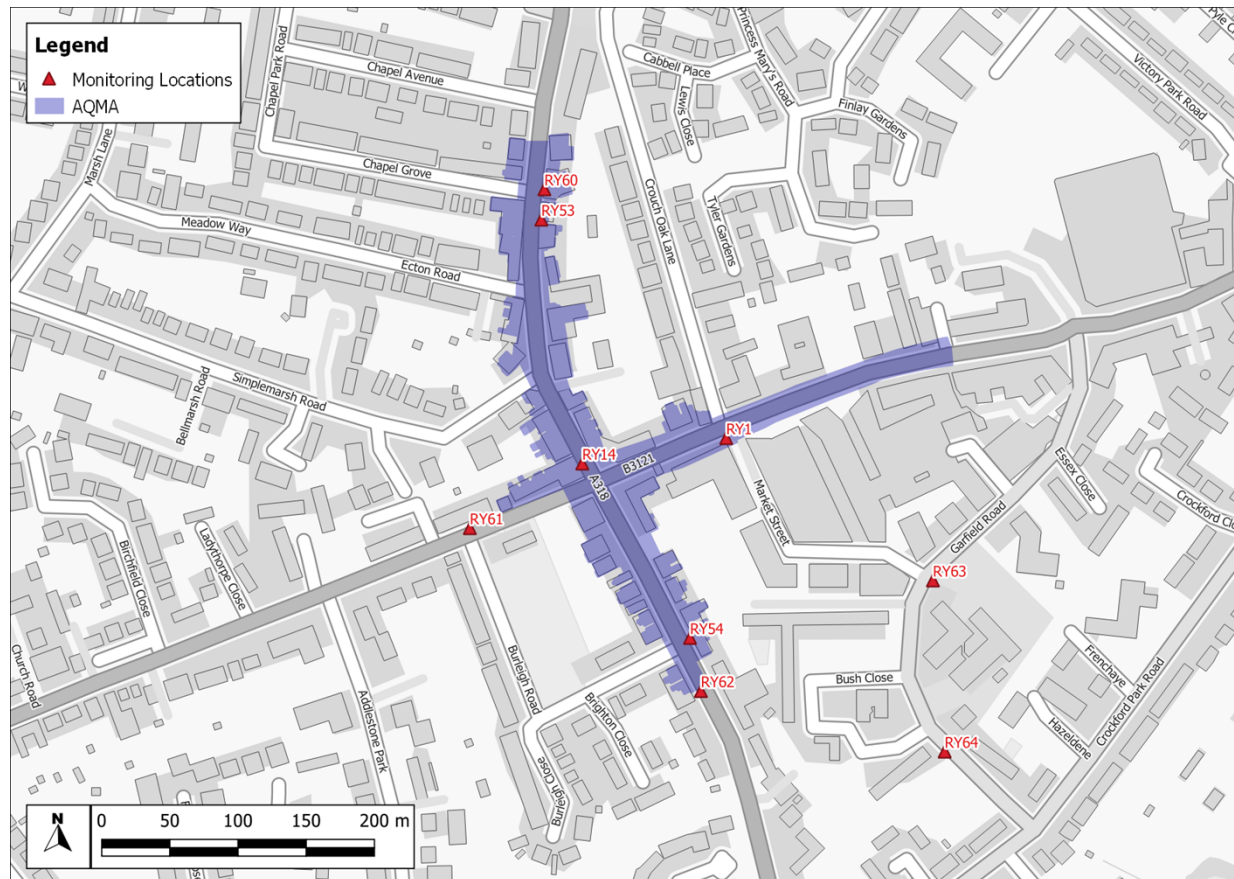 Legend
Monitoring Locations
AQMA
Chapel Park Road
Chapel Avenue
Cabbell Place
Princess Mary's Road
Lewis Close
Finlay Gardens
Victory Park Road
Marsh Lane
Chapel Grove
Crouch Oak Lane
Tyler Gardens
RY60
RY53
Meadow Way
Ecton Road
Simplemarsh Road
Bellmarsh Road
RY1
RY14
B3121
A318
RY61
Market Street
Garfield Road
Essex Close
Birchfield Close
Ladythorpe Close
RY63
RY54
RY62
Church Road
Addlestone Park
Burleigh Road
Brighton Close
Burleigh Close
Bush Close
Frenchaye
Hazeldene
Crockford Park Road
RY64
N
0 50 100 150 200 m